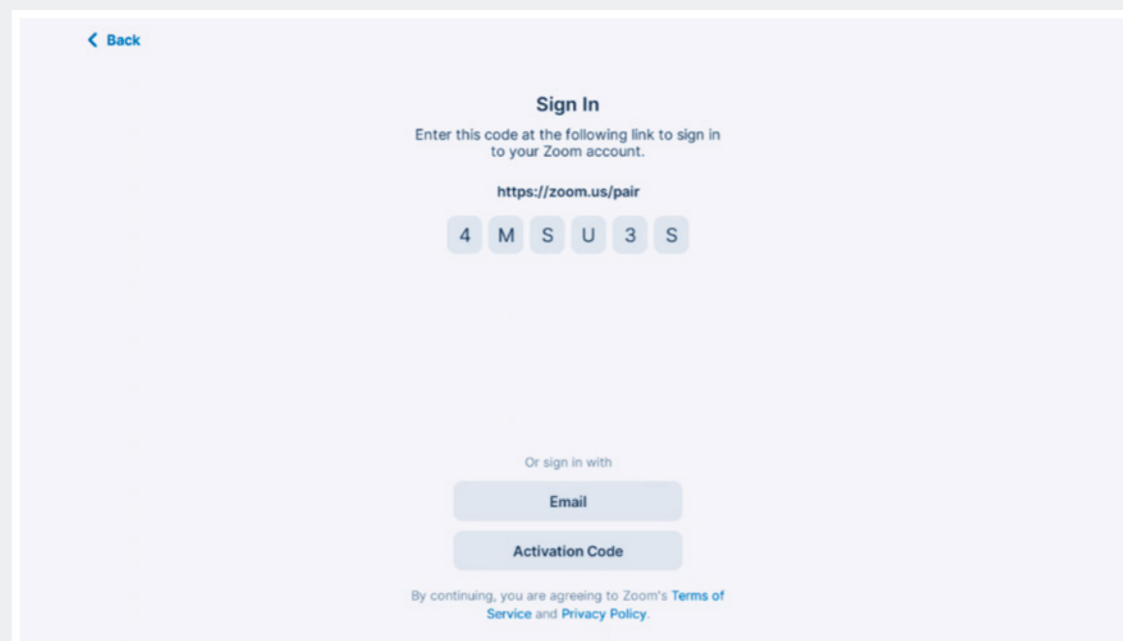 Back
Sign In
Enter this code at the following link to sign in
to your Zoom account.
https://zoom.us/pair
4 M S U 3 S
Or sign in with
Email
Activation Code
By continuing, you are agreeing to Zoom's Terms of
Service and Privacy Policy.